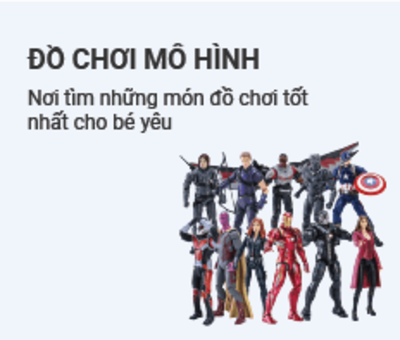 ĐỒ CHƠI MÔ HÌNH
Nơi tìm những món đồ chơi tốt
nhất cho bé yêu